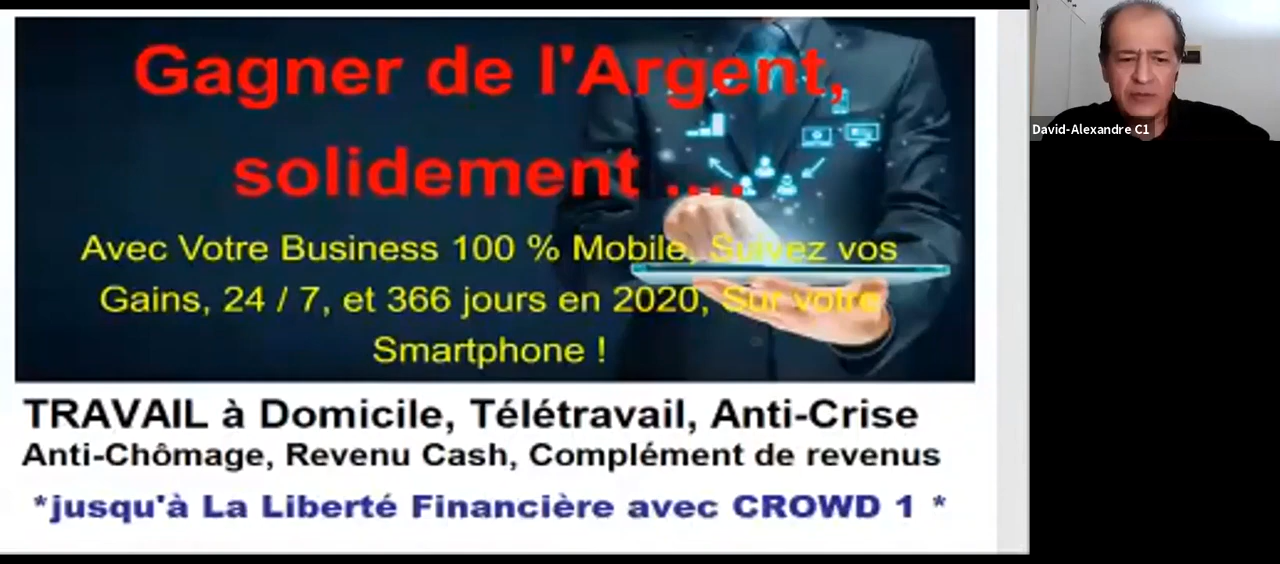 Gagner de l'Argent,
solidement ....
Avec Votre Business 100 % Mobile, Suivez vos
Gains, 24 / 7, et 366 jours en 2020, Sur votre
Smartphone !
TRAVAIL à Domicile, Télétravail, Anti-Crise
Anti-Chômage, Revenu Cash, Complément de revenus
*jusqu'à La Liberté Financière avec CROWD 1 *
David-Alexandre C1